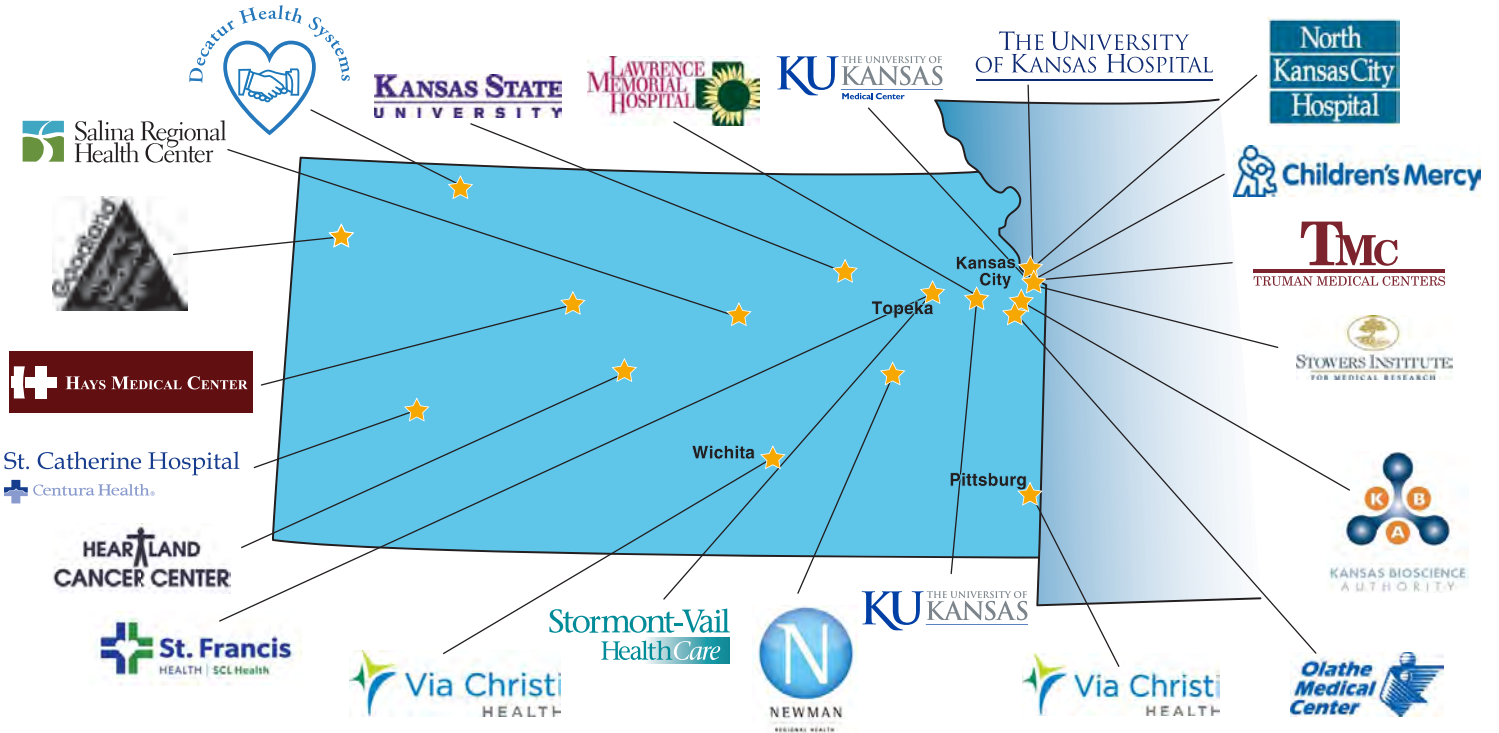 Decatur Health Systems
KANSAS STATE
UNIVERSITY
LAWRENCE
MEMORIAL
HOSPITAL
KU THE UNIVERSITY OF
KANSAS
Medical Center
THE UNIVERSITY
OF KANSAS HOSPITAL
North
Kansas City
Hospital
Salina Regional
Health Center
Children's Mercy
Goodland
TMC
TRUMAN MEDICAL CENTERS
Kansas
City
Topeka
STOWERS INSTITUTE
FOR MEDICAL RESEARCH
HAYS MEDICAL CENTER
St. Catherine Hospital
Centura Health®
Wichita
Pittsburg
K B
A
KANSAS BIOSCIENCE
AUTHORITY
HEARTLAND
CANCER CENTER
St. Francis
HEALTH | SCL Health
Via Christi
HEALTH
Stormont-Vail
HealthCare
N
NEWMAN
REGIONAL HEALTH
KU THE UNIVERSITY OF
KANSAS
Via Christi
HEALTH
Olathe
Medical
Center